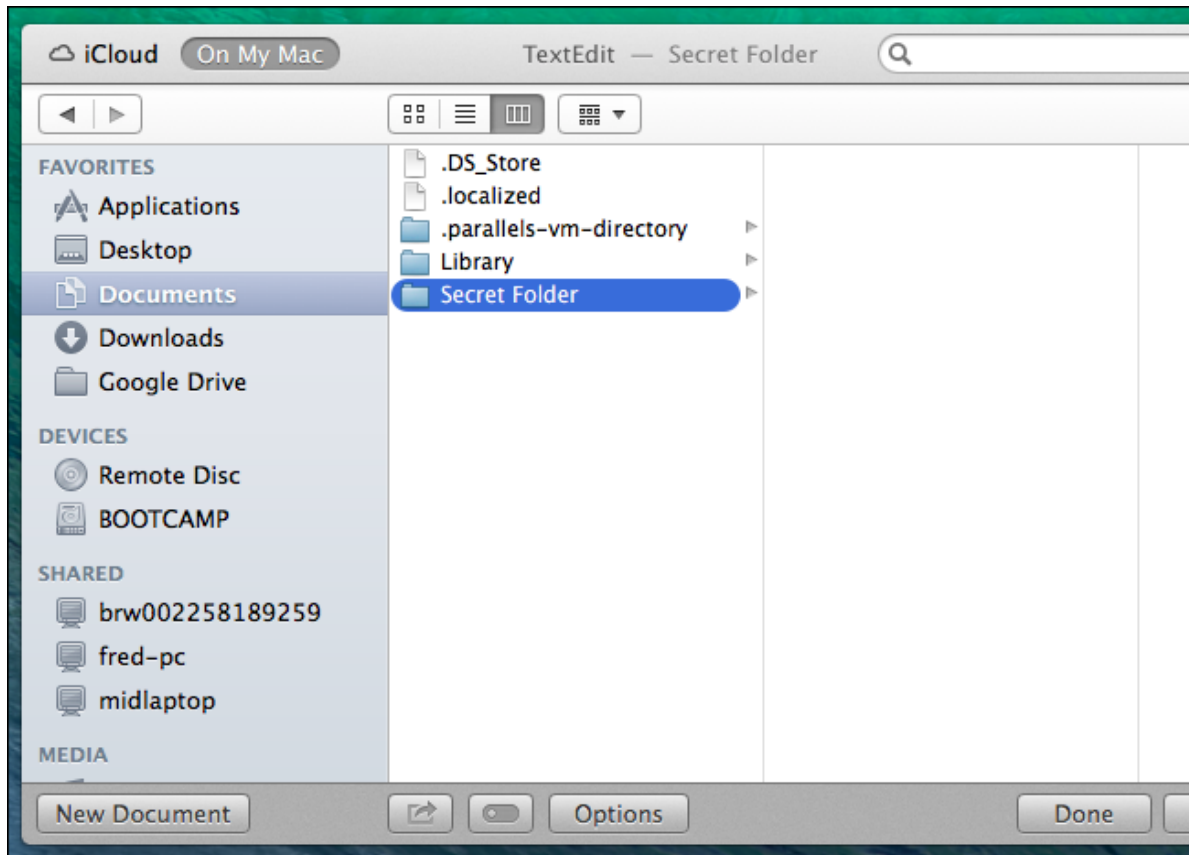 iCloud On My Mac TextEdit — Secret Folder
FAVORITES
Applications
Desktop
Documents
Downloads
Google Drive
DEVICES
Remote Disc
BOOTCAMP
SHARED
brw002258189259
fred-pc
midlaptop
MEDIA
.DS_Store
.localized
.parallels-vm-directory
Library
Secret Folder
New Document Options Done